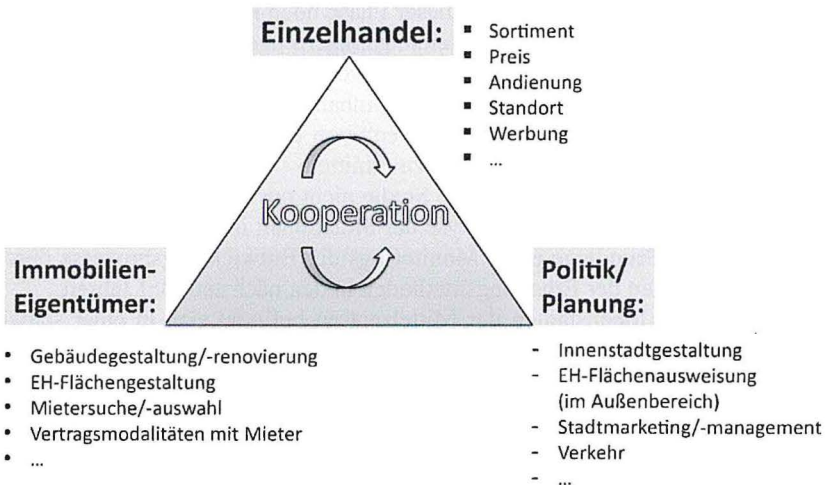 Einzelhandel:
▪ Sortiment
▪ Preis
▪ Andienung
▪ Standort
▪ Werbung
▪ ...
Kooperation
Immobilien-
Eigentümer:
• Gebäudegestaltung/-renovierung
• EH-Flächengestaltung
• Mietersuche/-auswahl
• Vertragsmodalitäten mit Mieter
• ...
Politik/
Planung:
- Innenstadtgestaltung
- EH-Flächenausweisung
(im Außenbereich)
- Stadtmarketing/-management
- Verkehr
- ...